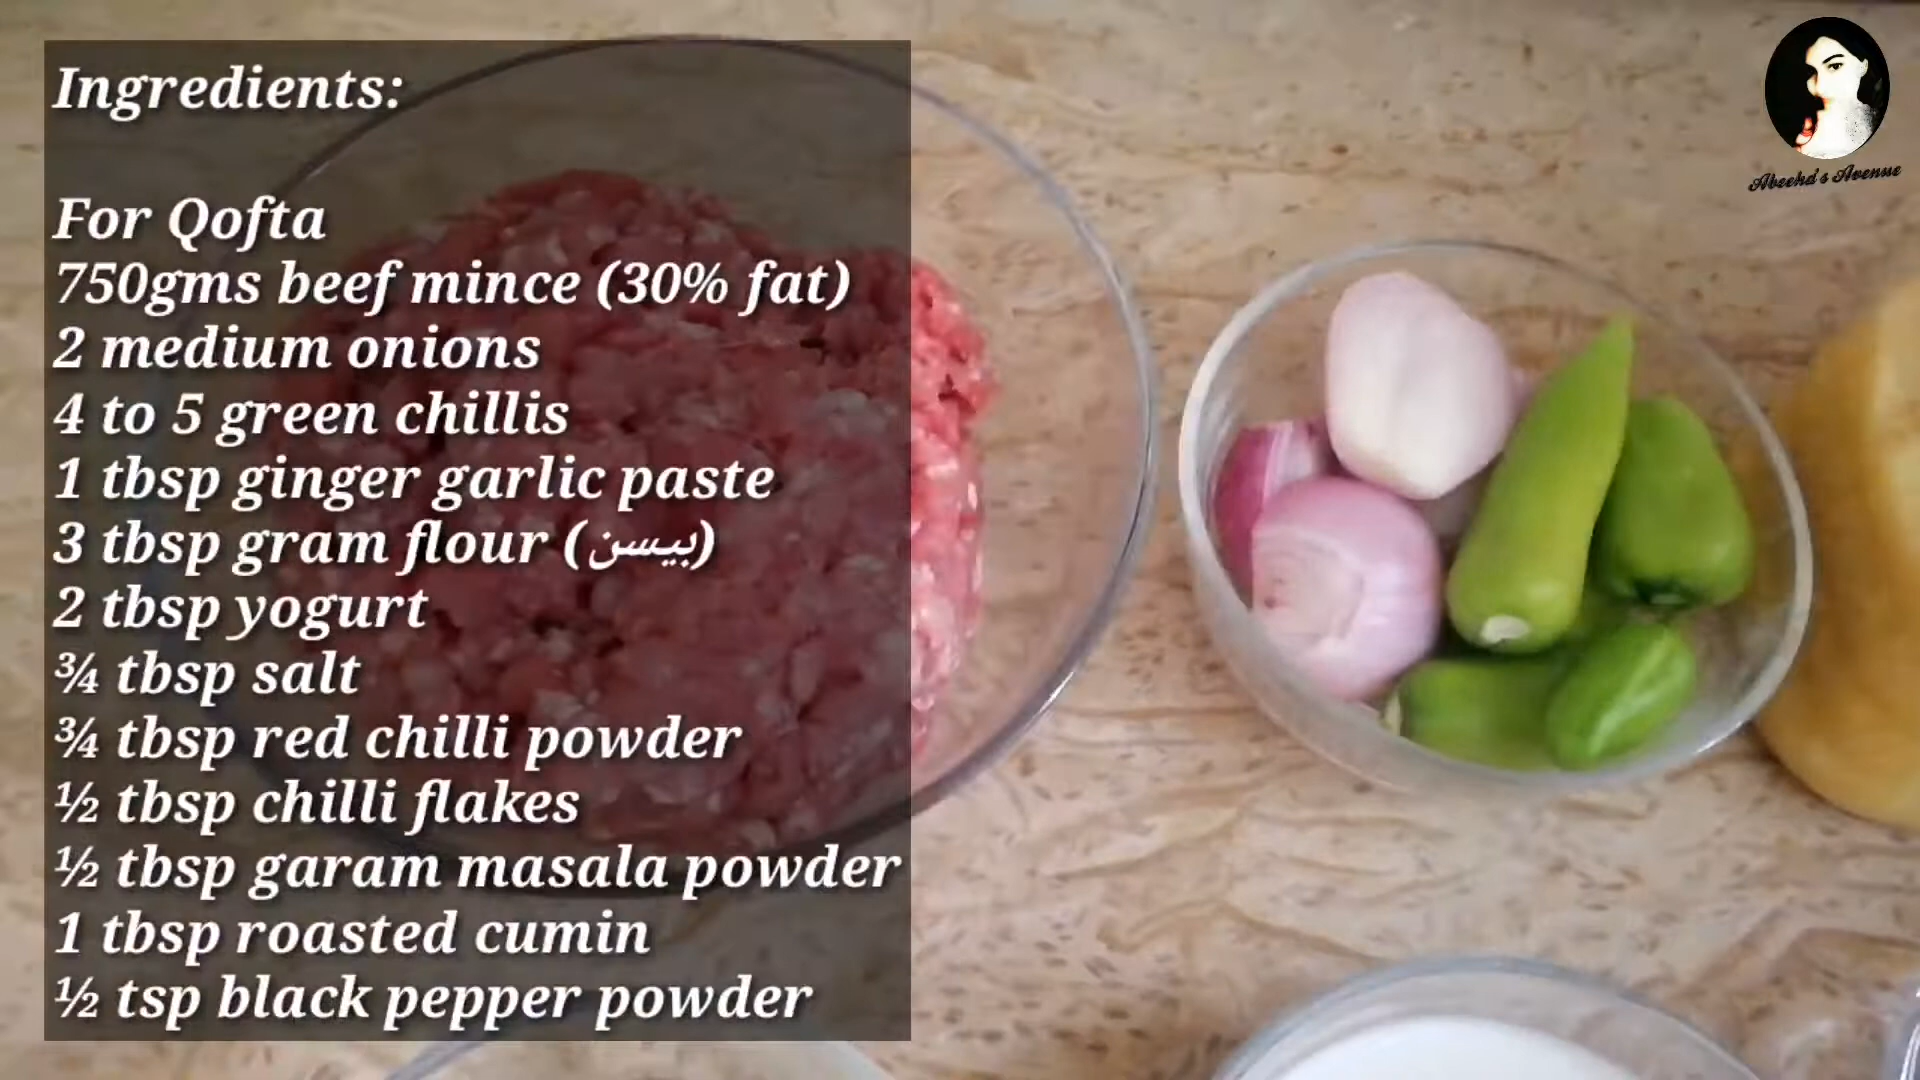 Ingredients:
For Qofta
750gms beef mince (30% fat)
2 medium onions
4 to 5 green chillis
1 tbsp ginger garlic paste
3 tbsp gram flour (بیسن)
2 tbsp yogurt
¾ tbsp salt
¾ tbsp red chilli powder
½ tbsp chilli flakes
½ tbsp garam masala powder
1 tbsp roasted cumin
½ tsp black pepper powder